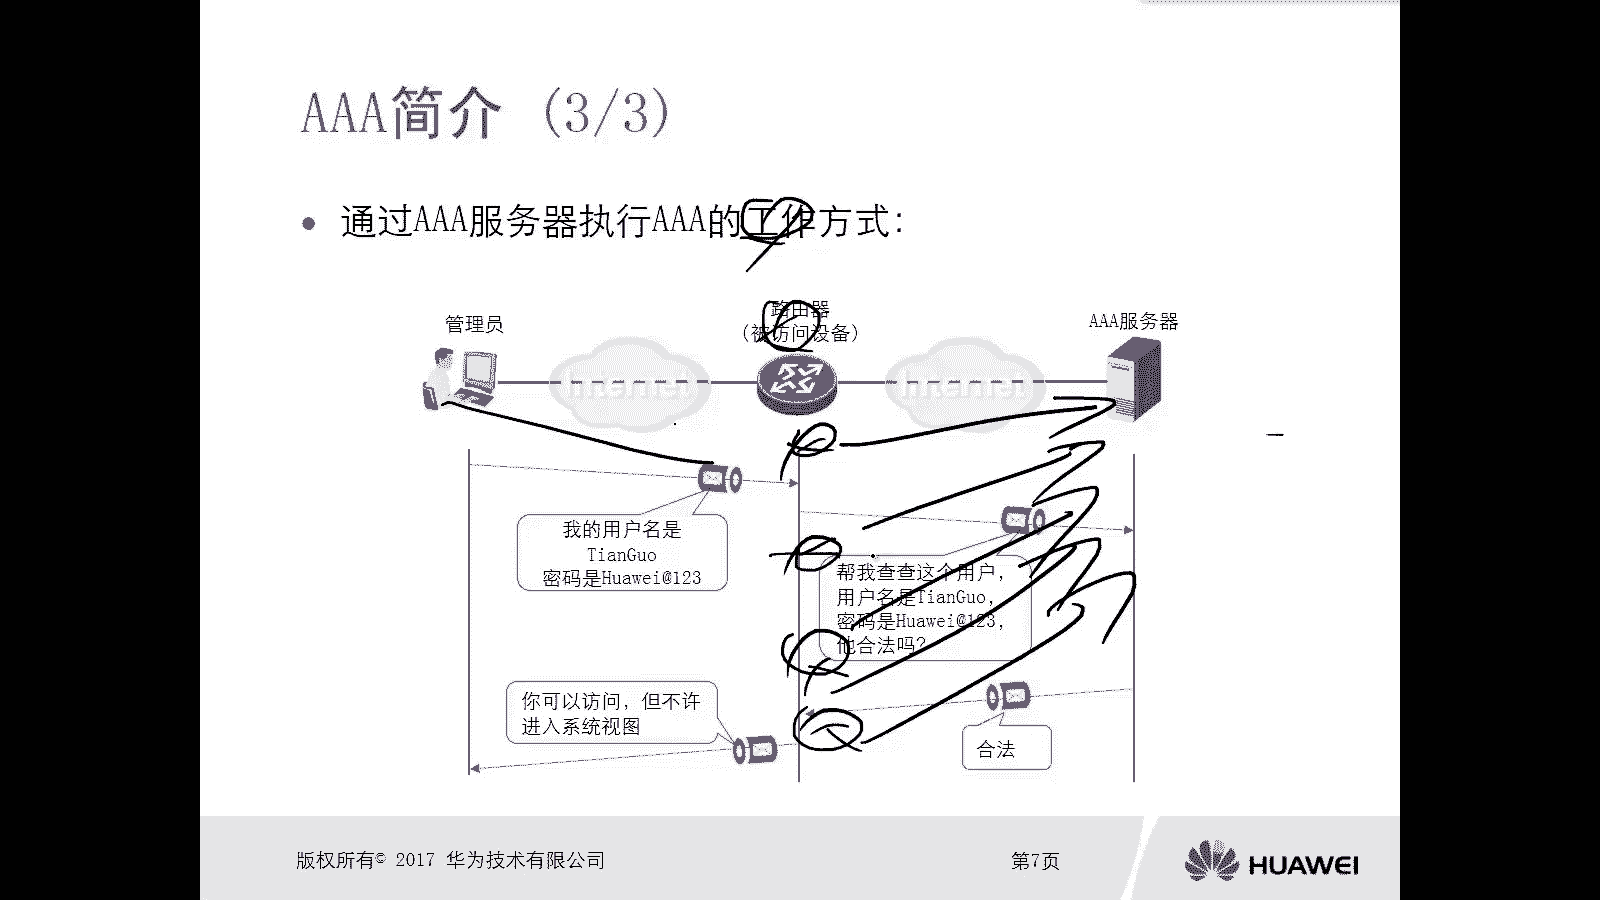 AAA简介 (3/3)
• 通过AAA服务器执行AAA的工作方式：
管理员
路由器
（被访问设备）
AAA服务器
Internet
Internet
我的用户名是
TianGuo
密码是Huawei@123
帮我查查这个用户，
用户名是TianGuo，
密码是Huawei@123，
他合法吗？
你可以访问，但不许
进入系统视图
合法
版权所有© 2017 华为技术有限公司
第7页
HUAWEI